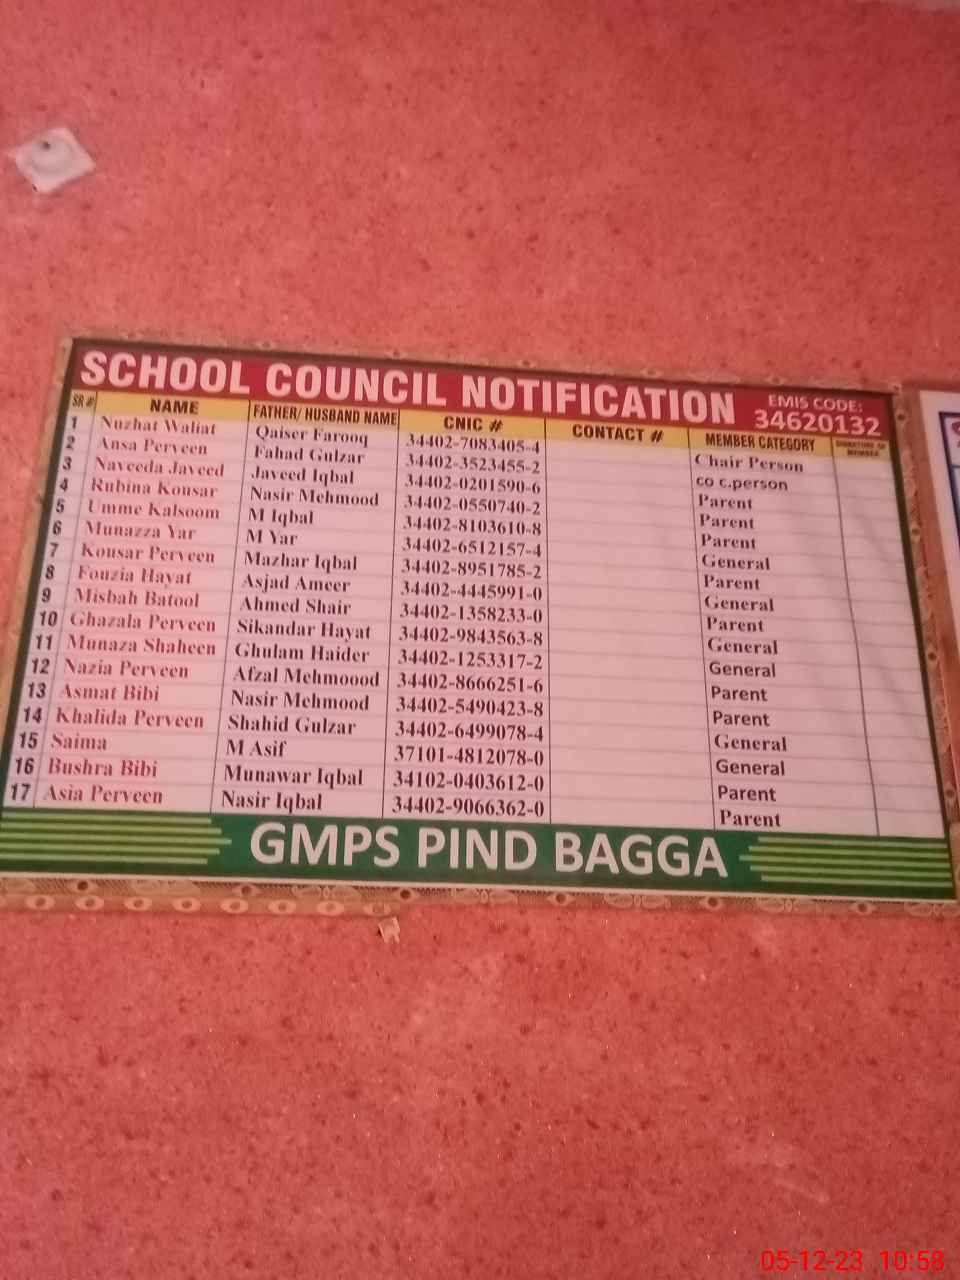 SCHOOL COUNCIL NOTIFICATION EMIS CODE: 34620132
SR # NAME FATHER/ HUSBAND NAME CNIC # CONTACT # MEMBER CATEGORY SIGNATURE OF MEMBER
1 Nuzhat Waliat Qaiser Farooq 34402-7083405-4 Chair Person
2 Ansa Perveen Fahad Gulzar 34402-3523455-2 co c.person
3 Naveeda Javeed Javeed Iqbal 34402-0201590-6 Parent
4 Rubina Kousar Nasir Mehmood 34402-0550740-2 Parent
5 Umme Kalsoom M Iqbal 34402-8103610-8 Parent
6 Munazza Yar M Yar 34402-6512157-4 General
7 Kousar Perveen Mazhar Iqbal 34402-8951785-2 Parent
8 Fouzia Hayat Asjad Ameer 34402-4445991-0 General
9 Misbah Batool Ahmed Shair 34402-1358233-0 Parent
10 Ghazala Perveen Sikandar Hayat 34402-9843563-8 General
11 Munaza Shaheen Ghulam Haider 34402-1253317-2 General
12 Nazia Perveen Afzal Mehmoood 34402-8666251-6 Parent
13 Asmat Bibi Nasir Mehmood 34402-5490423-8 Parent
14 Khalida Perveen Shahid Gulzar 34402-6499078-4 General
15 Saima M Asif 37101-4812078-0 General
16 Bushra Bibi Munawar Iqbal 34102-0403612-0 Parent
17 Asia Perveen Nasir Iqbal 34402-9066362-0 Parent
GMPS PIND BAGGA
05-12-23 10:58